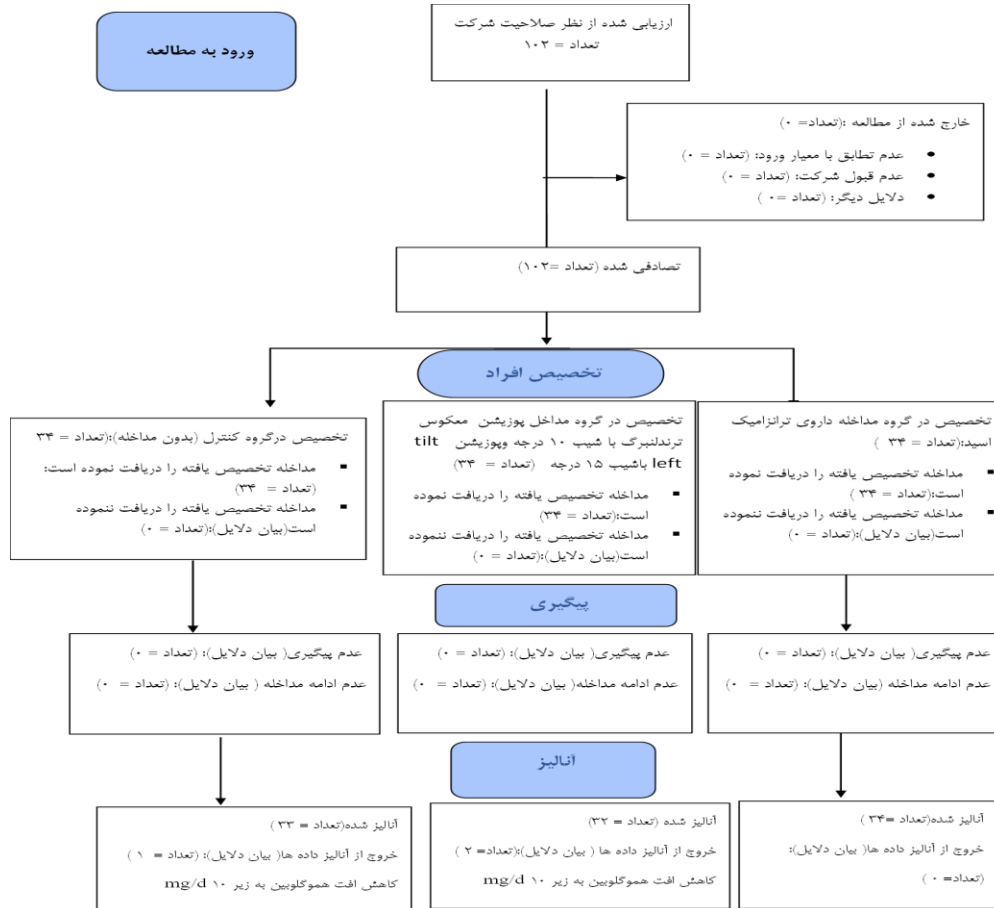 ورود به مطالعه
ارزیابی شده از نظر صلاحیت شرکت
تعداد = ۱۰۲
خارج شده از مطالعه :(تعداد= ۰)
• عدم تطابق با معیار ورود: (تعداد = ۰)
• عدم قبول شرکت: (تعداد = ۰)
• دلایل دیگر: (تعداد =۰ )
تصادفی شده (تعداد =۱۰۲)
تخصیص افراد
تخصیص در گروه مداخله داروی ترانزامیک
اسید:(تعداد = ۳۴ )
▪ مداخله تخصیص یافته را دریافت نموده
است:(تعداد = ۳۴ )
▪ مداخله تخصیص یافته را دریافت ننموده
است(بیان دلایل):(تعداد = ۰)
تخصیص در گروه مداخل پوزیشن معکوس
ترندلنبرگ با شیب ۱۰ درجه وپوزیشن tilt
left باشیب ۱۵ درجه (تعداد = ۳۴)
▪ مداخله تخصیص یافته را دریافت نموده
است:(تعداد = ۳۴)
▪ مداخله تخصیص یافته را دریافت ننموده
است(بیان دلایل):(تعداد = ۰)
تخصیص درگروه کنترل (بدون مداخله):(تعداد = ۳۴
▪ مداخله تخصیص یافته را دریافت نموده است:
(تعداد = ۳۴)
▪ مداخله تخصیص یافته را دریافت ننموده
است(بیان دلایل):(تعداد = ۰)
پیگیری
عدم پیگیری( بیان دلایل): (تعداد = ۰)
عدم ادامه مداخله (بیان دلایل): (تعداد = ۰)
عدم پیگیری( بیان دلایل): (تعداد = ۰)
عدم ادامه مداخله( بیان دلایل): (تعداد = ۰)
عدم پیگیری( بیان دلایل): (تعداد = ۰)
عدم ادامه مداخله ( بیان دلایل): (تعداد = ۰)
آنالیز
آنالیز شده(تعداد =۳۴ )
خروج از آنالیز داده ها( بیان دلایل):
(تعداد= ۰ )
آنالیز شده (تعداد = ۳۲)
خروج از آنالیز داده ها ( بیان دلایل):(تعداد= ۲ )
کاهش افت هموگلوبین به زیر ۱۰ mg/d
آنالیز شده(تعداد = ۳۳ )
خروج از آنالیز داده ها( بیان دلایل): (تعداد = ۱ )
کاهش افت هموگلوبین به زیر ۱۰ mg/d